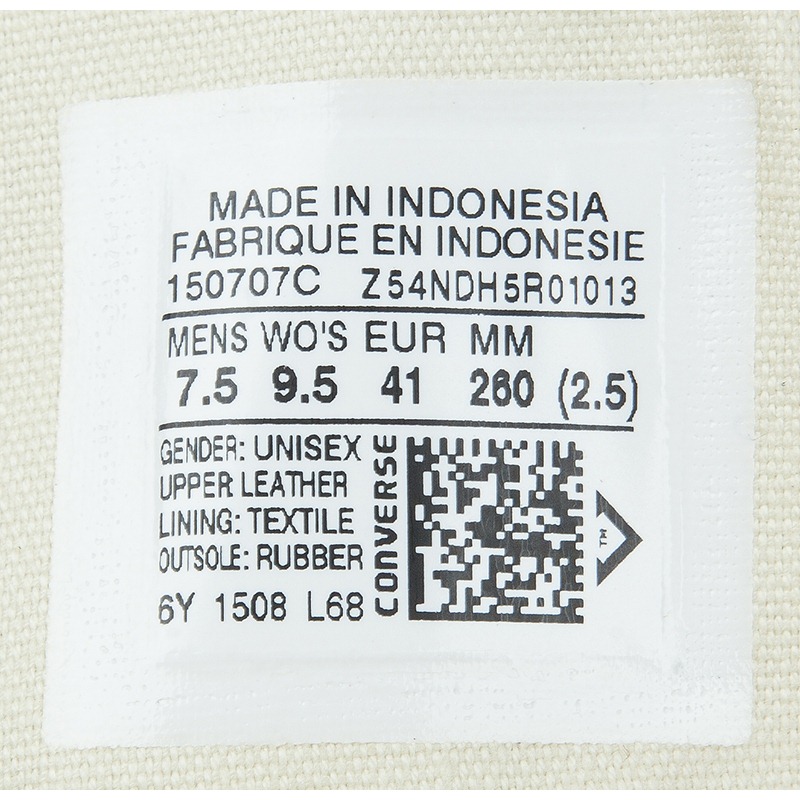 MADE IN INDONESIA
FABRIQUE EN INDONESIE
150707C Z54NDH5R01013
MENS WO'S EUR MM
7.5 9.5 41 260 (2.5)
GENDER: UNISEX
UPPER LEATHER
LINING: TEXTILE
OUTSOLE: RUBBER
6Y 1508 L68
CONVERSE
TM